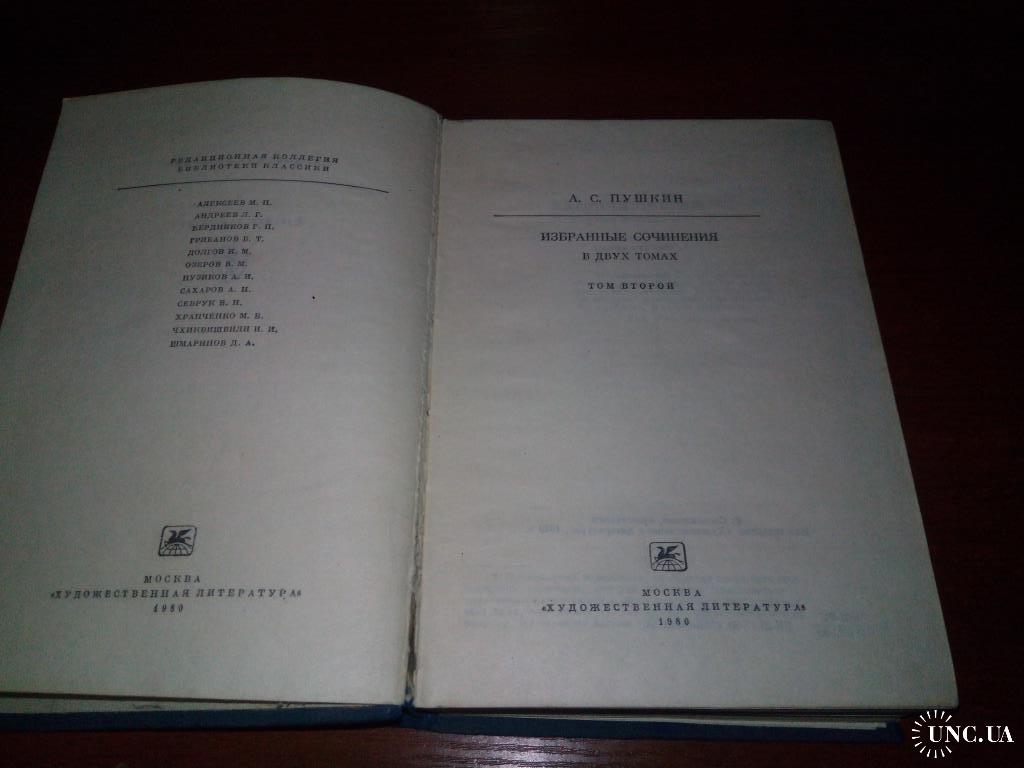 РЕДАКЦИОННАЯ КОЛЛЕГИЯ
БИБЛИОТЕКИ КЛАССИКИ
АЛЕКСЕЕВ М. П.
АНДРЕЕВ Л. Г.
БЕРДНИКОВ Г. П.
ГРИБАНОВ Б. Т.
ДОЛГОВ К. М.
ОЗЕРОВ В. М.
ПУЗИКОВ А. И.
САХАРОВ А. Н.
СЕВРУК В. Н.
ХРАПЧЕНКО М. Б.
ЧХИКВИШВИЛИ И. И.
ШМАРИНОВ Д. А.
МОСКВА
«ХУДОЖЕСТВЕННАЯ ЛИТЕРАТУРА»
1980
А. С. ПУШКИН
ИЗБРАННЫЕ СОЧИНЕНИЯ
В ДВУХ ТОМАХ
ТОМ ВТОРОЙ
МОСКВА
«ХУДОЖЕСТВЕННАЯ ЛИТЕРАТУРА»
1980
UNC.UA